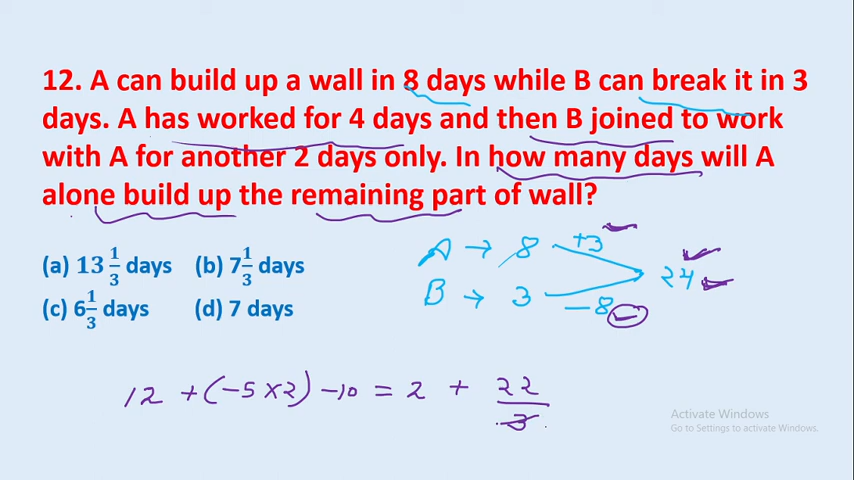 12. A can build up a wall in 8 days while B can break it in 3
days. A has worked for 4 days and then B joined to work
with A for another 2 days only. In how many days will A
alone build up the remaining part of wall?
(a) 13 1/3 days (b) 7 1/3 days
(c) 6 1/3 days (d) 7 days
A → 8 +3
24
B → 3 -8
12 + (-5 x 2) -10 = 2 + 22/3
Activate Windows
Go to Settings to activate Windows.